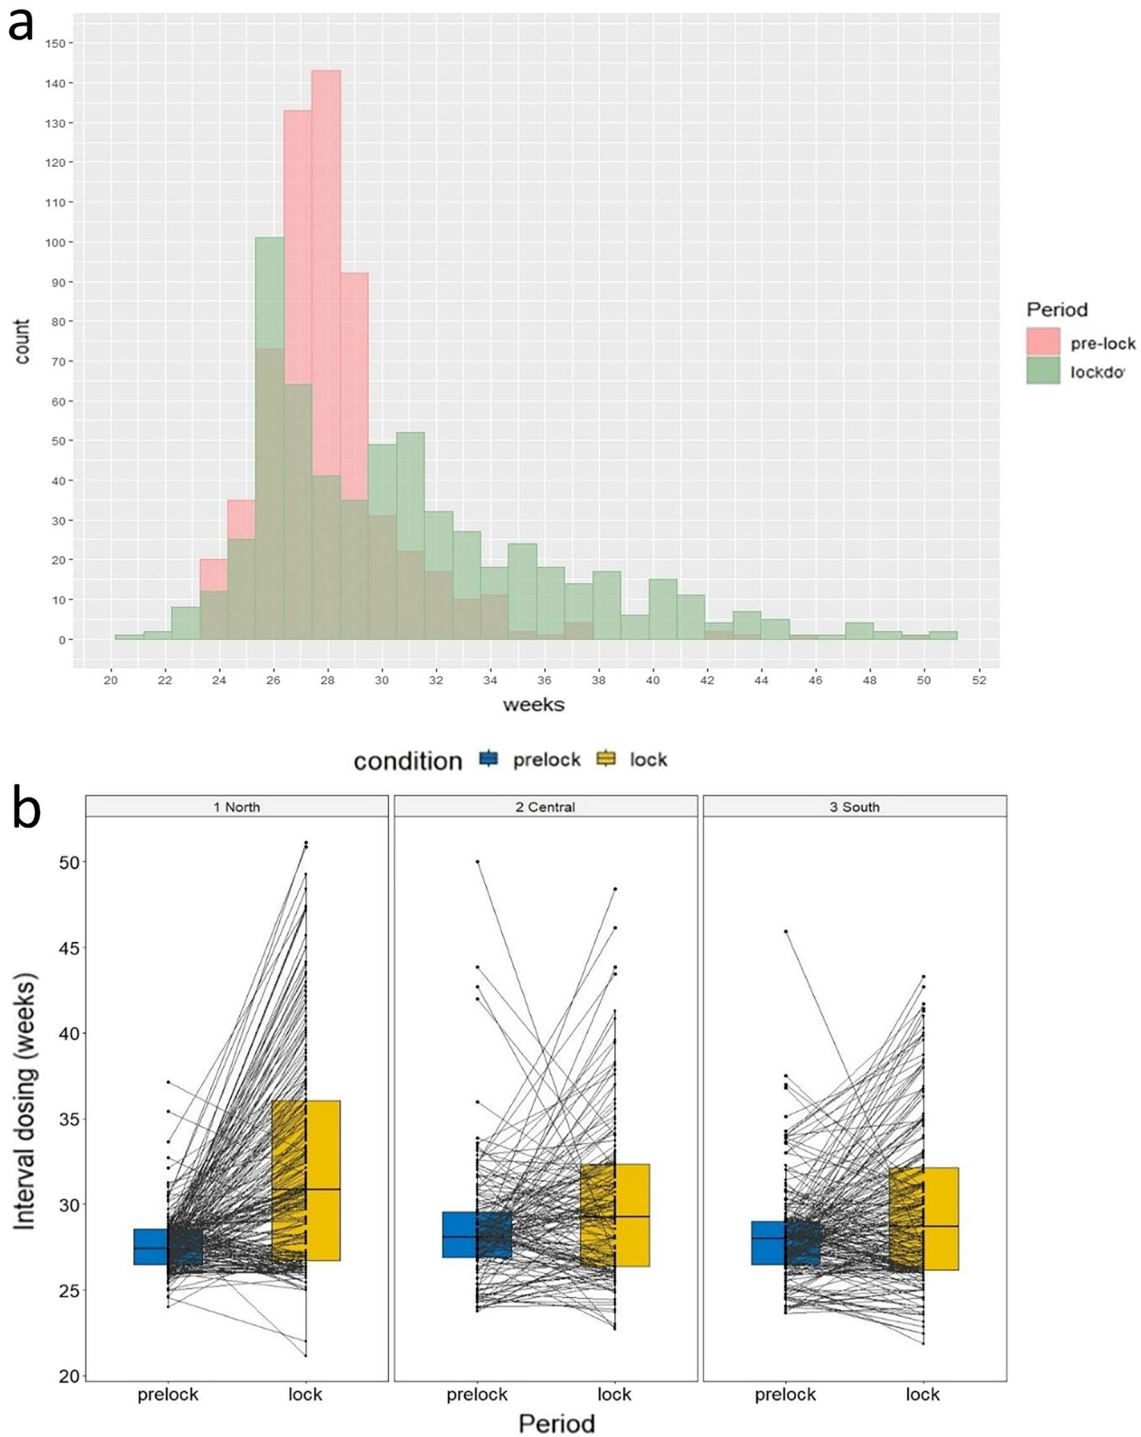 a
150
140
130
120
110
100
90
80
70
60
50
40
30
20
10
0
count
20 22 24 26 28 30 32 34 36 38 40 42 44 46 48 50 52
weeks
Period
pre-lock
lockdo
condition prelock lock
b
1 North 2 Central 3 South
50
45
40
35
30
25
20
Interval dosing (weeks)
prelock lock prelock lock prelock lock
Period